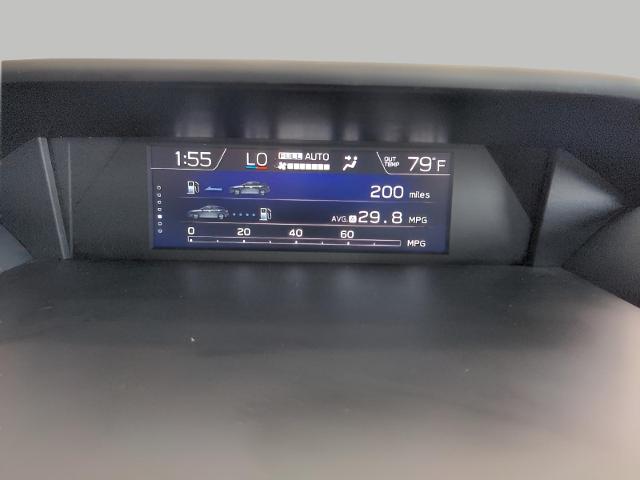 1:55 LO FULL AUTO OUT TEMP 79°F
200 miles
AVG. A 29.8 MPG
0 20 40 60 MPG